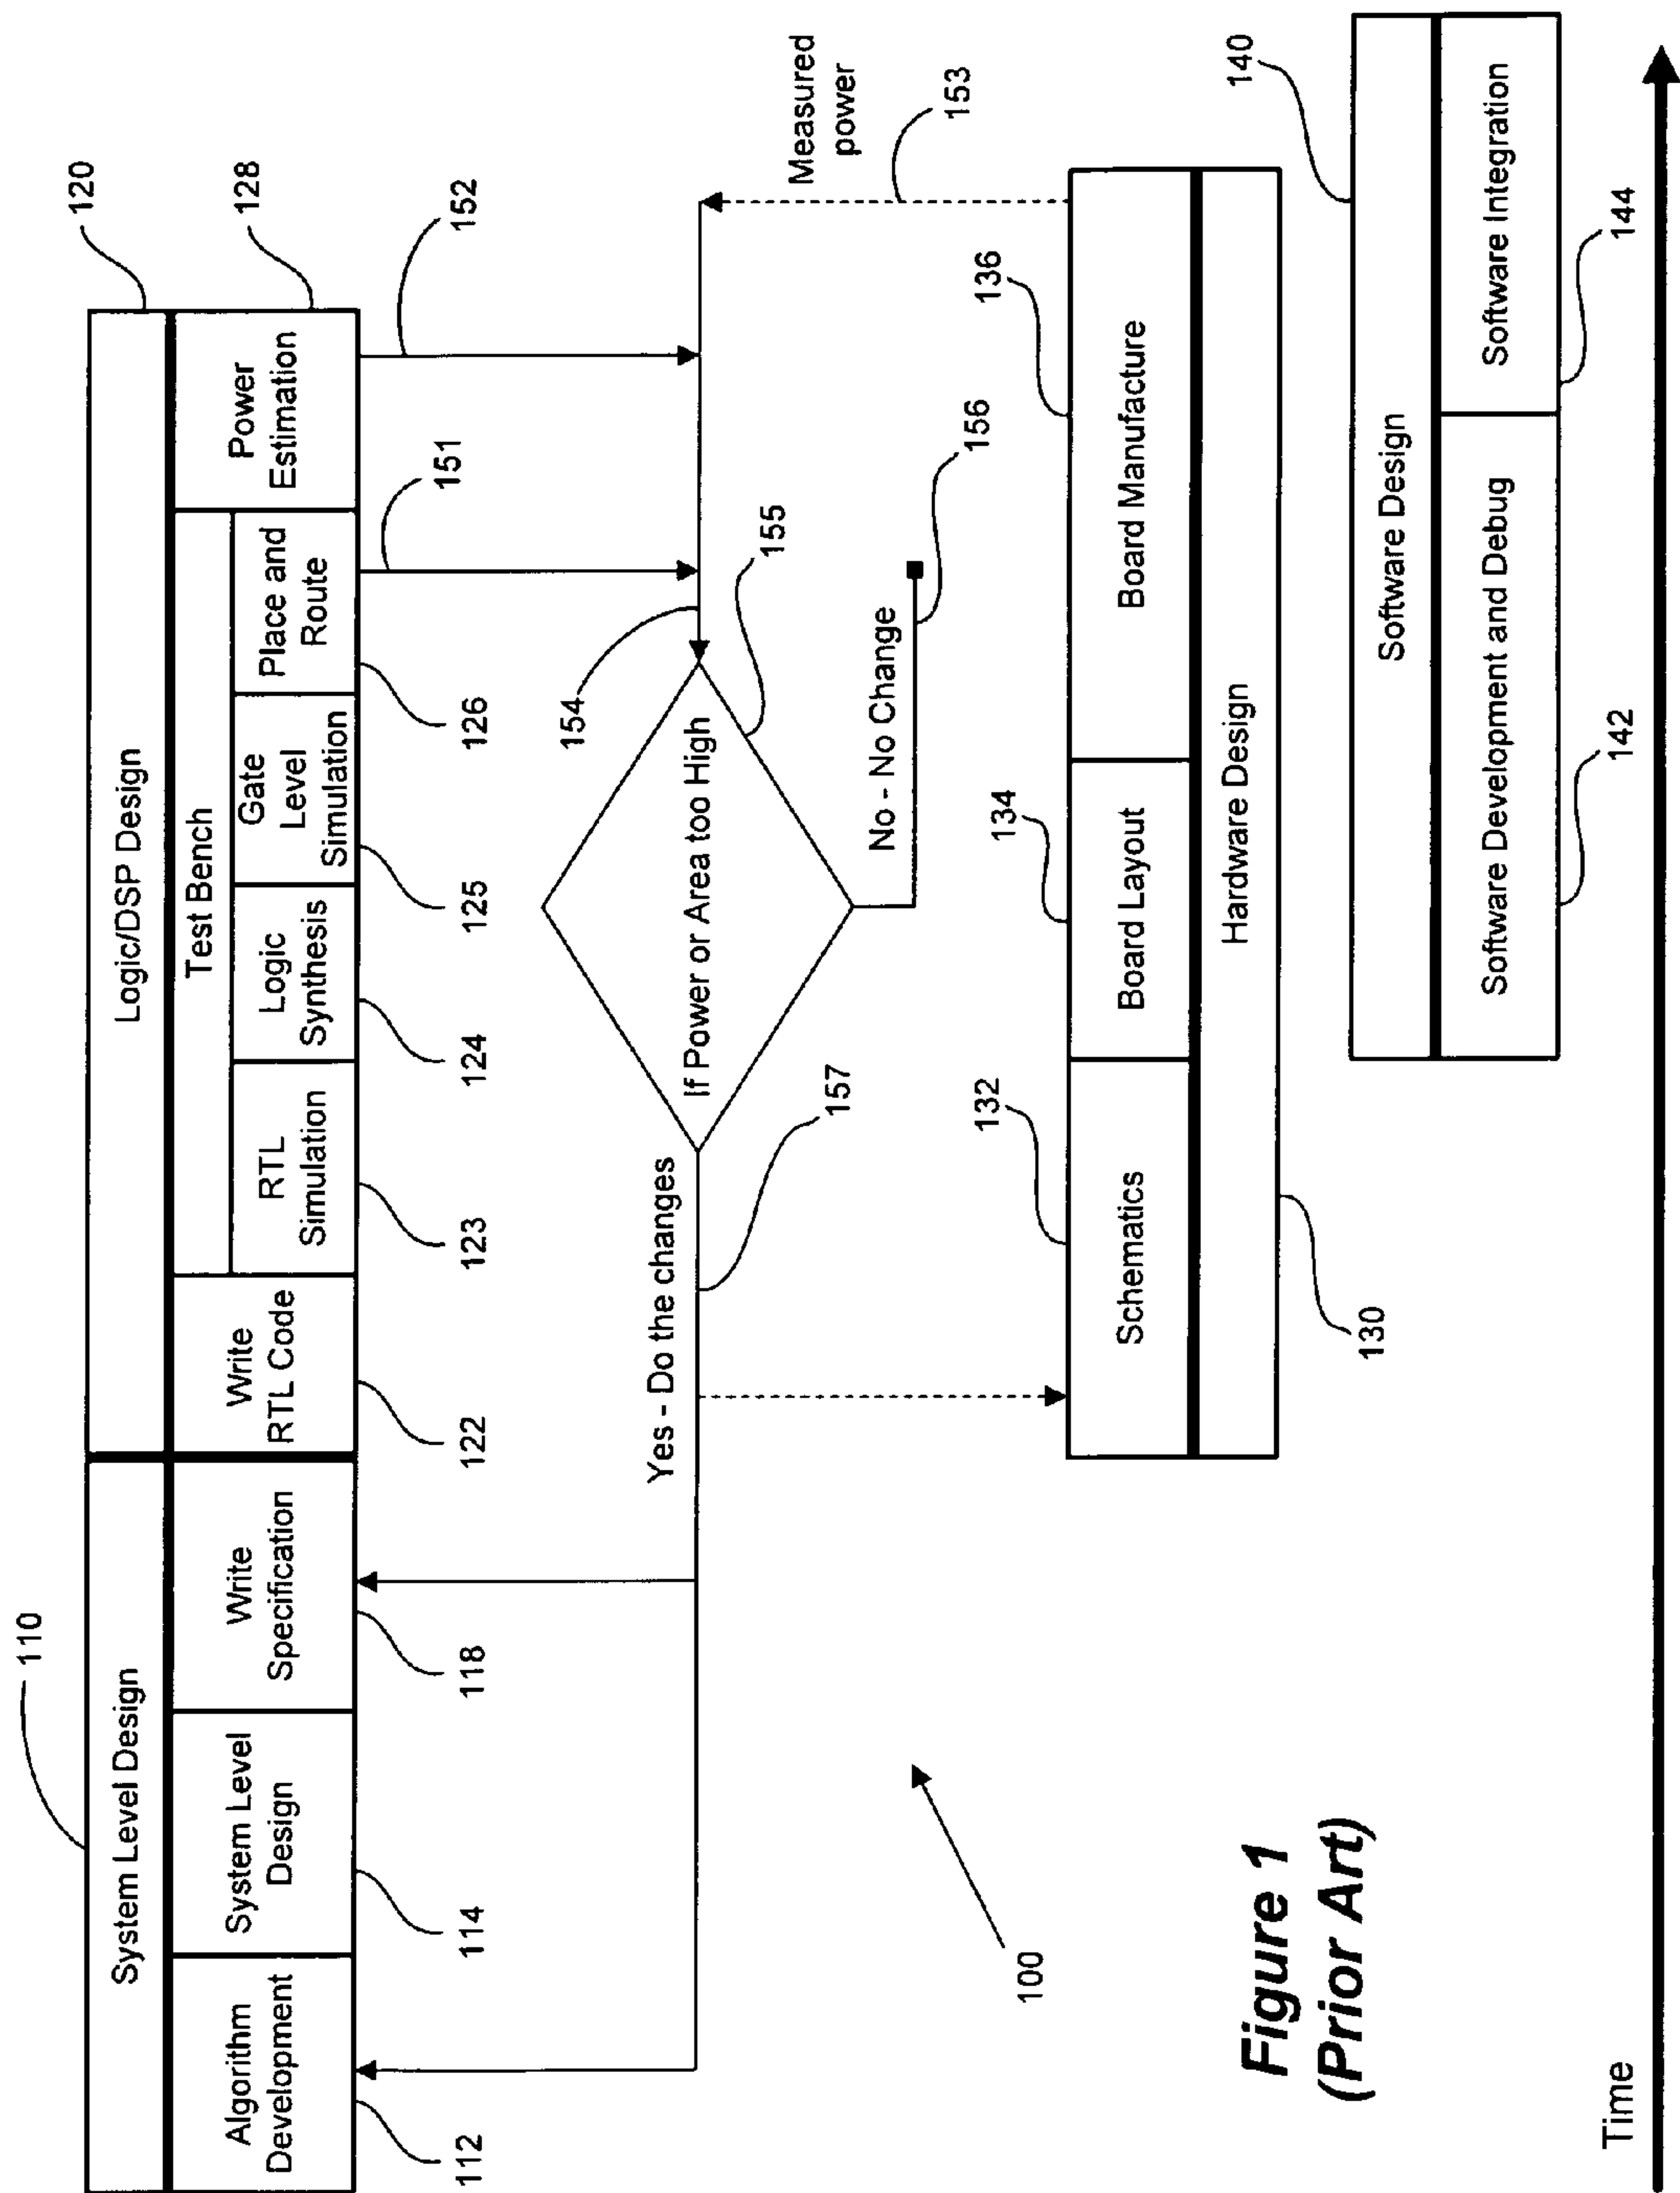 110
120
System Level Design
Logic/DSP Design
Algorithm
Development
System Level
Design
Write
Specification
Write
RTL Code
Test Bench
RTL
Simulation
Logic
Synthesis
Gate
Level
Simulation
Place and
Route
Power
Estimation
128
112
114
118
122
123
124
125
126
151
152
154
155
Yes - Do the changes
If Power or Area too High
157
No - No Change
156
Measured
power
153
100
132
134
136
Schematics
Board Layout
Board Manufacture
Hardware Design
130
140
Software Design
Software Development and Debug
Software Integration
142
144
Figure 1
(Prior Art)
Time